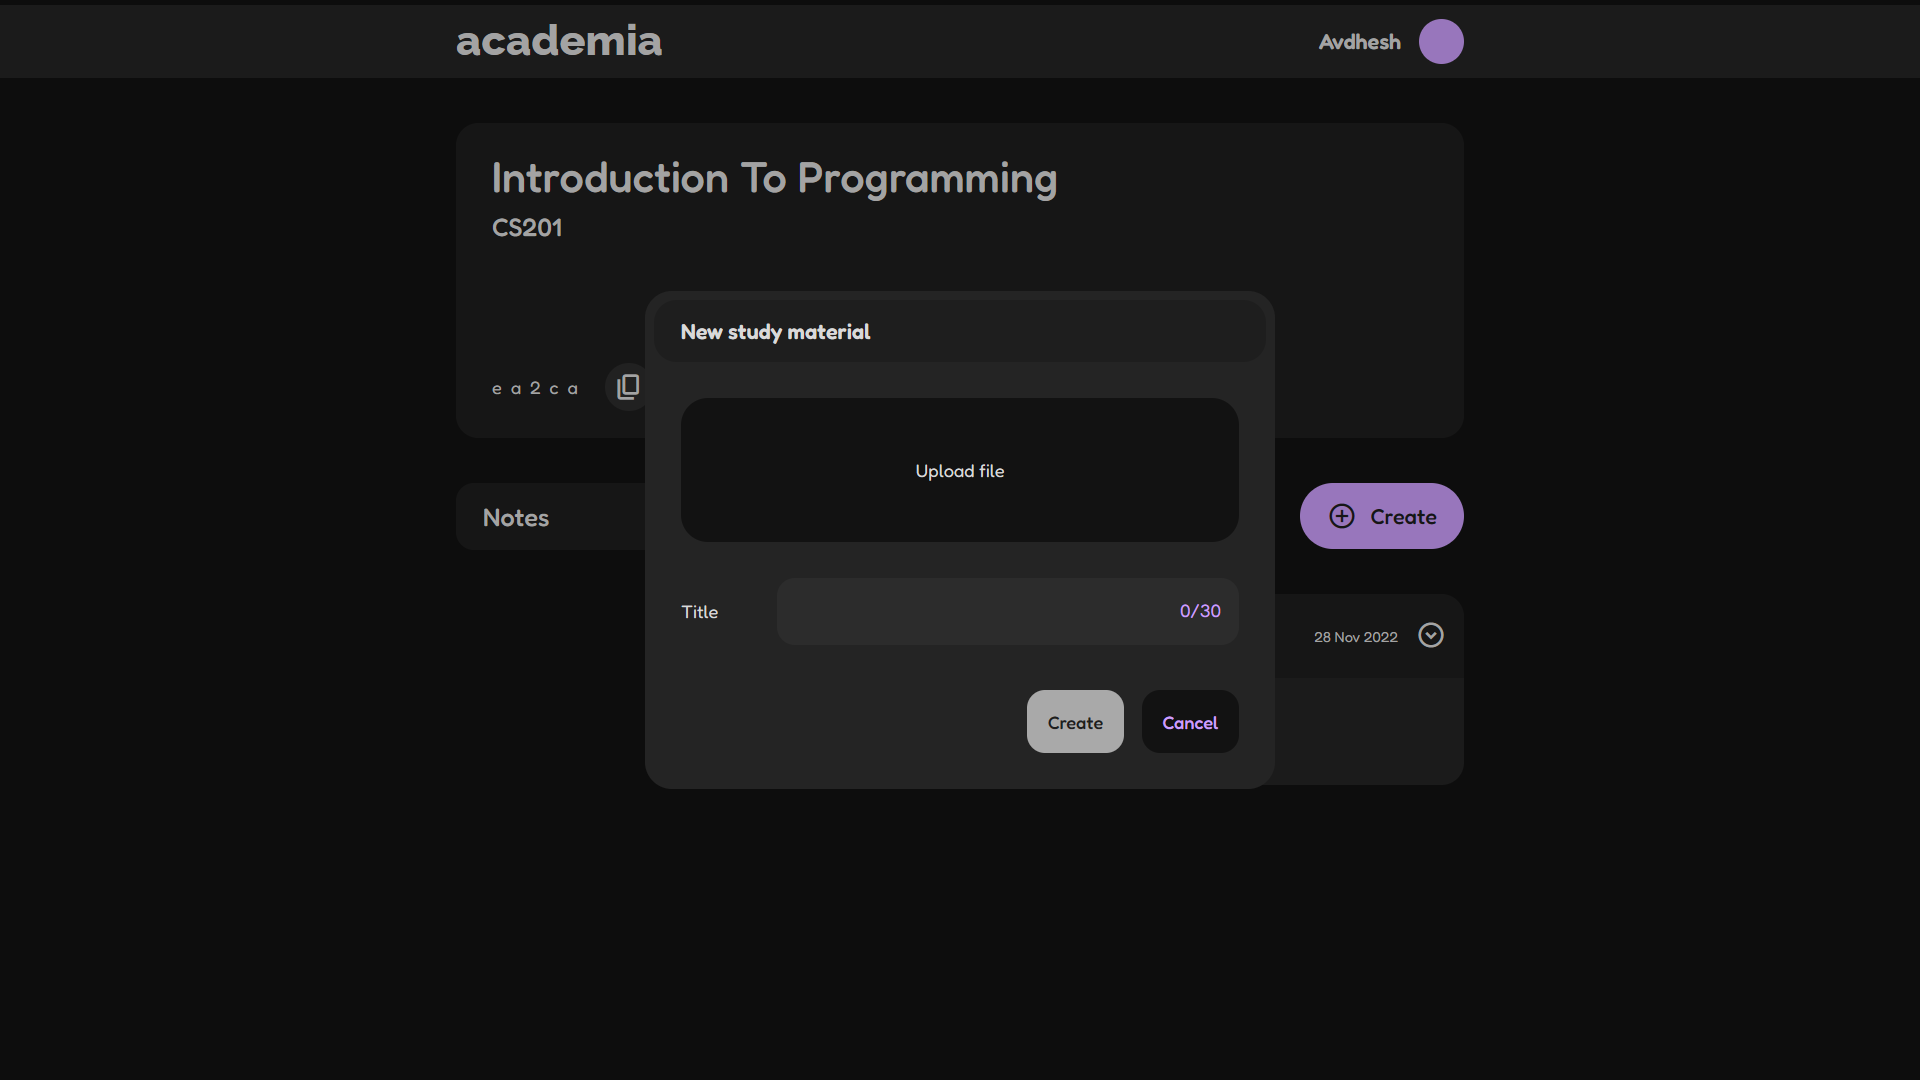 academia
Avdhesh
Introduction To Programming
CS201
ea2ca
New study material
Upload file
Notes
Create
Title
0/30
28 Nov 2022
Create
Cancel